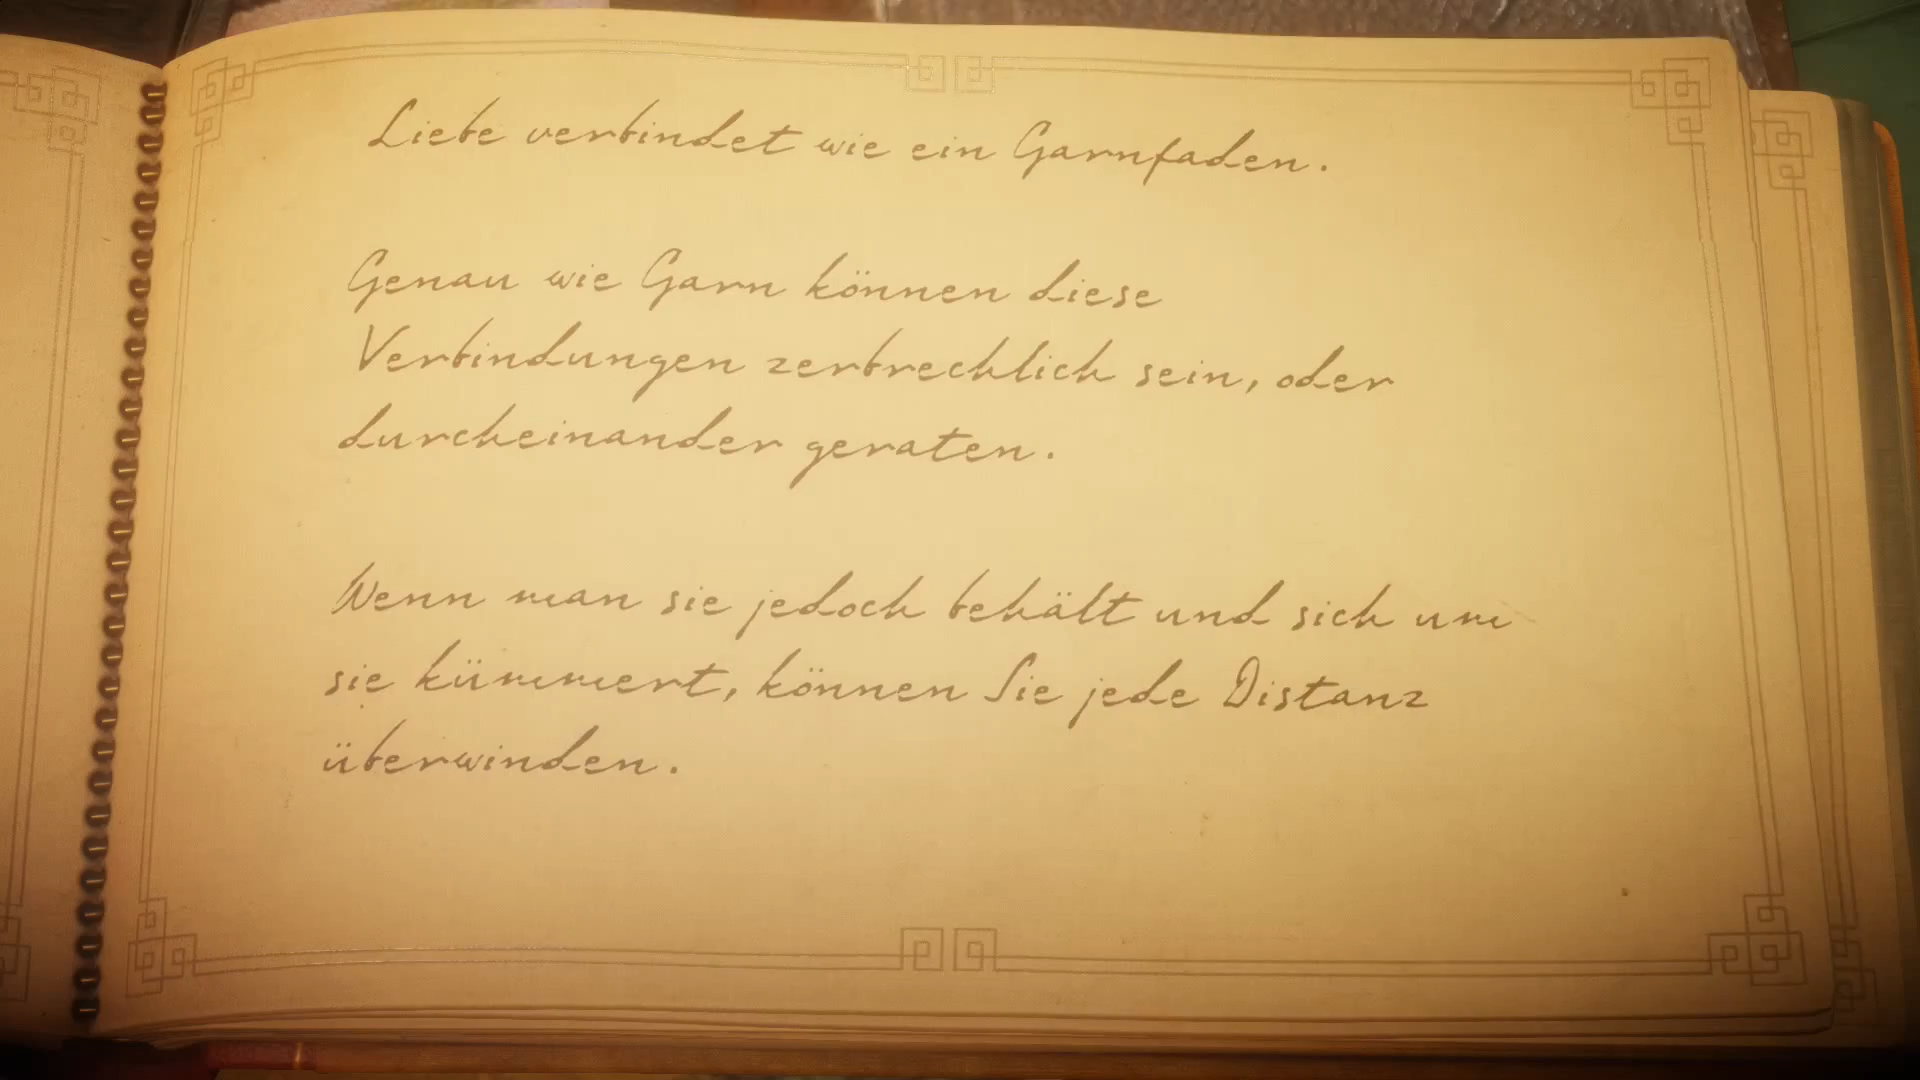 Liebe verbindet wie ein Garnfaden.
Genau wie Garn können diese
Verbindungen zerbrechlich sein, oder
durcheinander geraten.
Wenn man sie jedoch behält und sich um
sie kümmert, können Sie jede Distanz
überwinden.